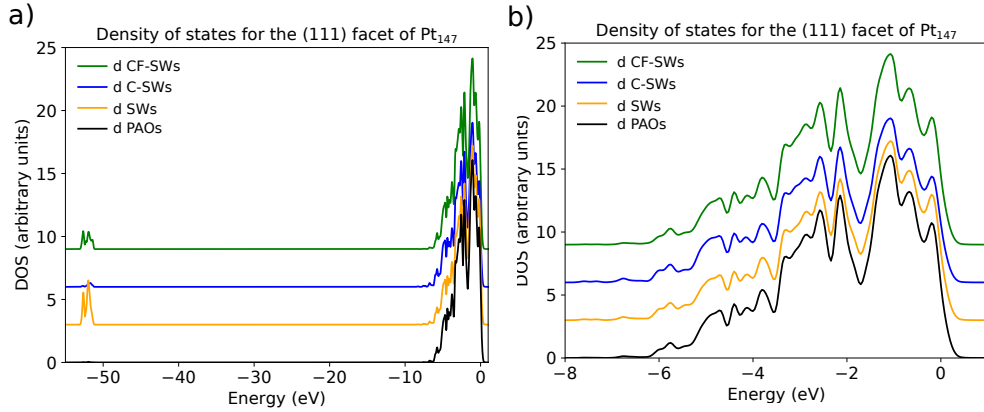 a)
Density of states for the (111) facet of Pt147
DOS (arbitrary units)
25
20
15
10
5
0
d CF-SWs
d C-SWs
d SWs
d PAOs
−50
−40
−30
−20
−10
0
Energy (eV)
b)
Density of states for the (111) facet of Pt147
DOS (arbitrary units)
25
20
15
10
5
0
d CF-SWs
d C-SWs
d SWs
d PAOs
−8
−6
−4
−2
0
Energy (eV)